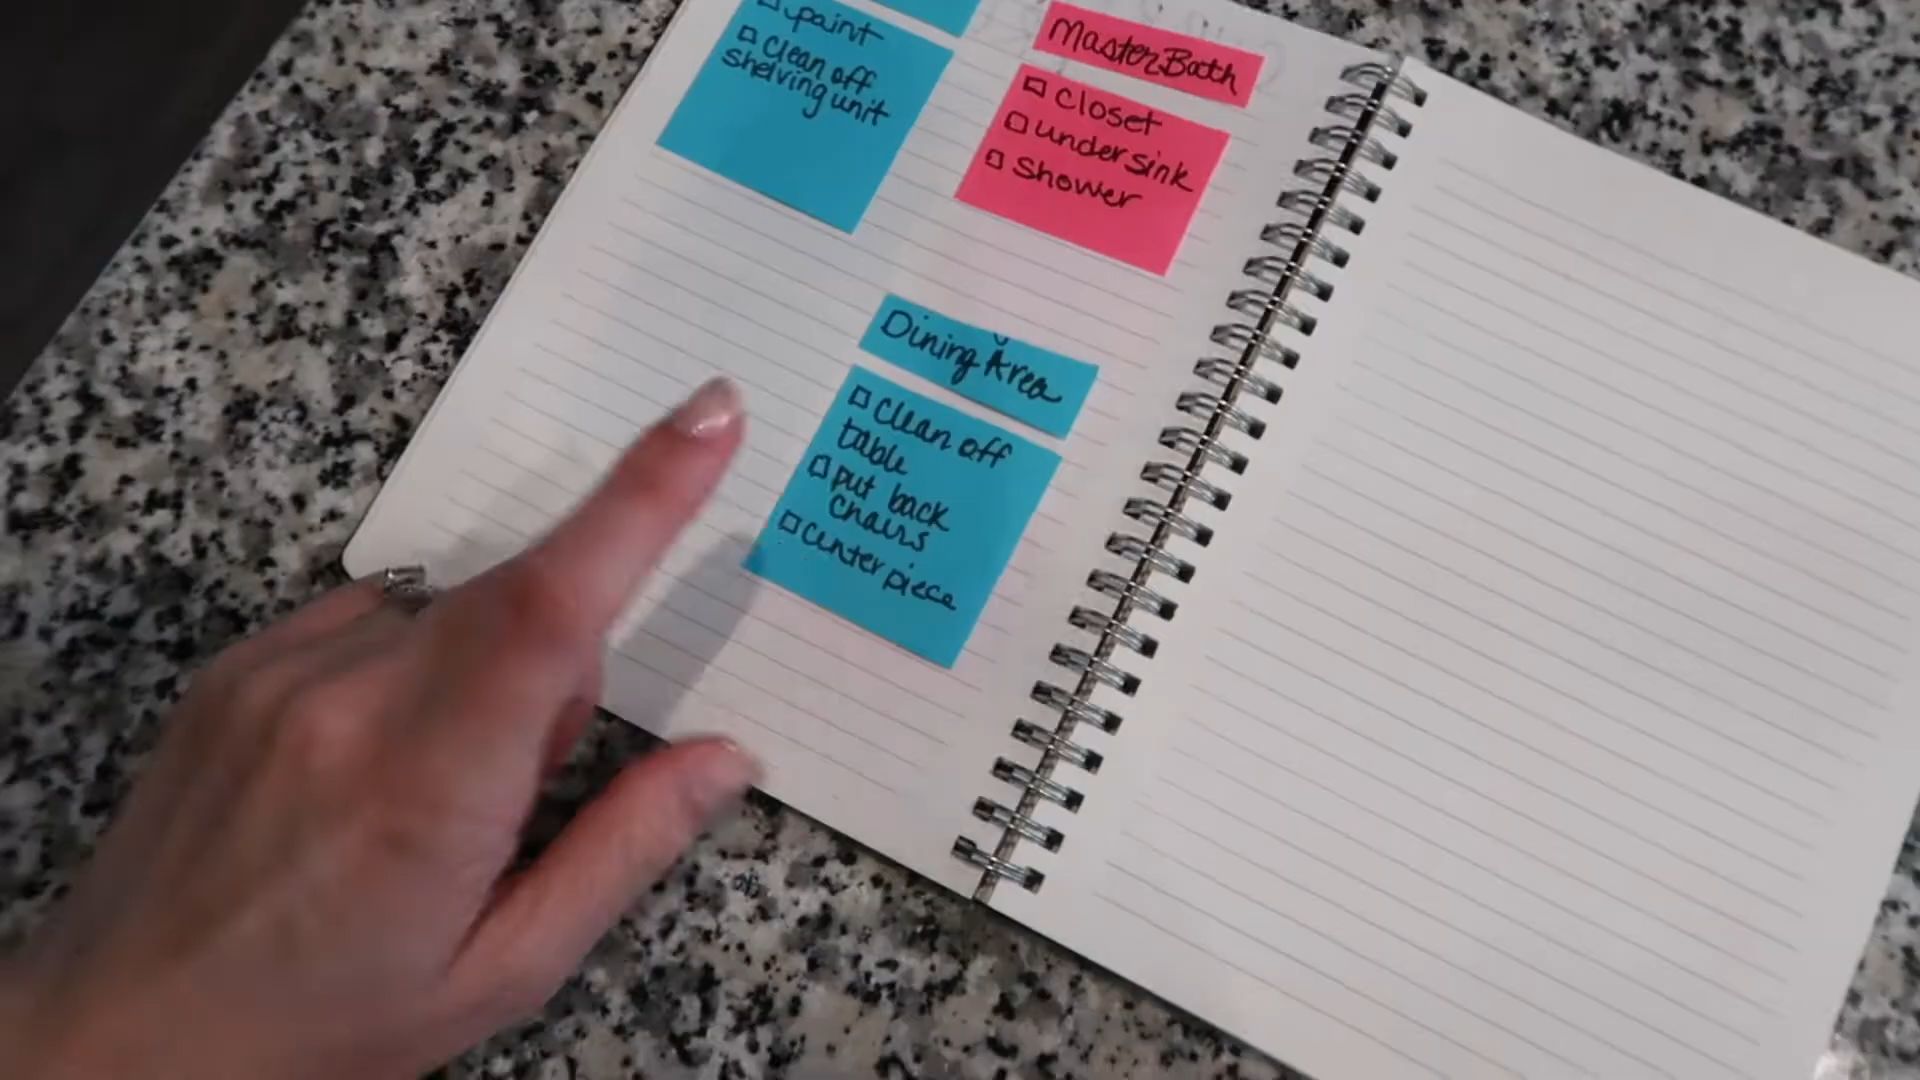 ☐ paint
☐ Clean off
shelving unit
Master Bath
☐ closet
☐ under sink
☐ Shower
Dining Area
☐ Clean off
table
☐ put back
chairs
☐ Center piece